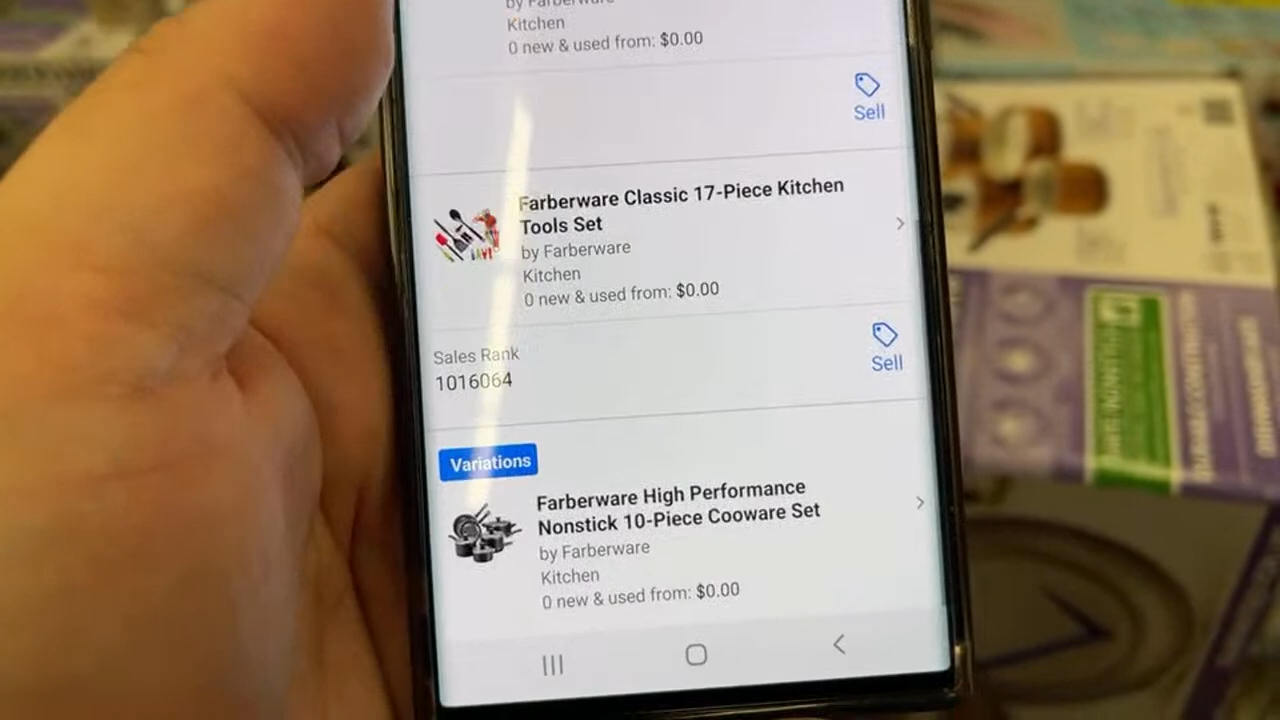 by Farberware
Kitchen
0 new & used from: $0.00
Sell
Farberware Classic 17-Piece Kitchen
Tools Set
by Farberware
Kitchen
0 new & used from: $0.00
Sales Rank
1016064
Sell
Variations
Farberware High Performance
Nonstick 10-Piece Cooware Set
by Farberware
Kitchen
0 new & used from: $0.00